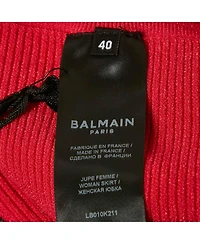 40
BALMAIN
PARIS
FABRIQUE EN FRANCE
/ MADE IN FRANCE /
СДЕЛАНО В ФРАНЦИИ
JUPE FEMME /
WOMAN SKIRT /
ЖЕНСКАЯ ЮБКА
LB010K211